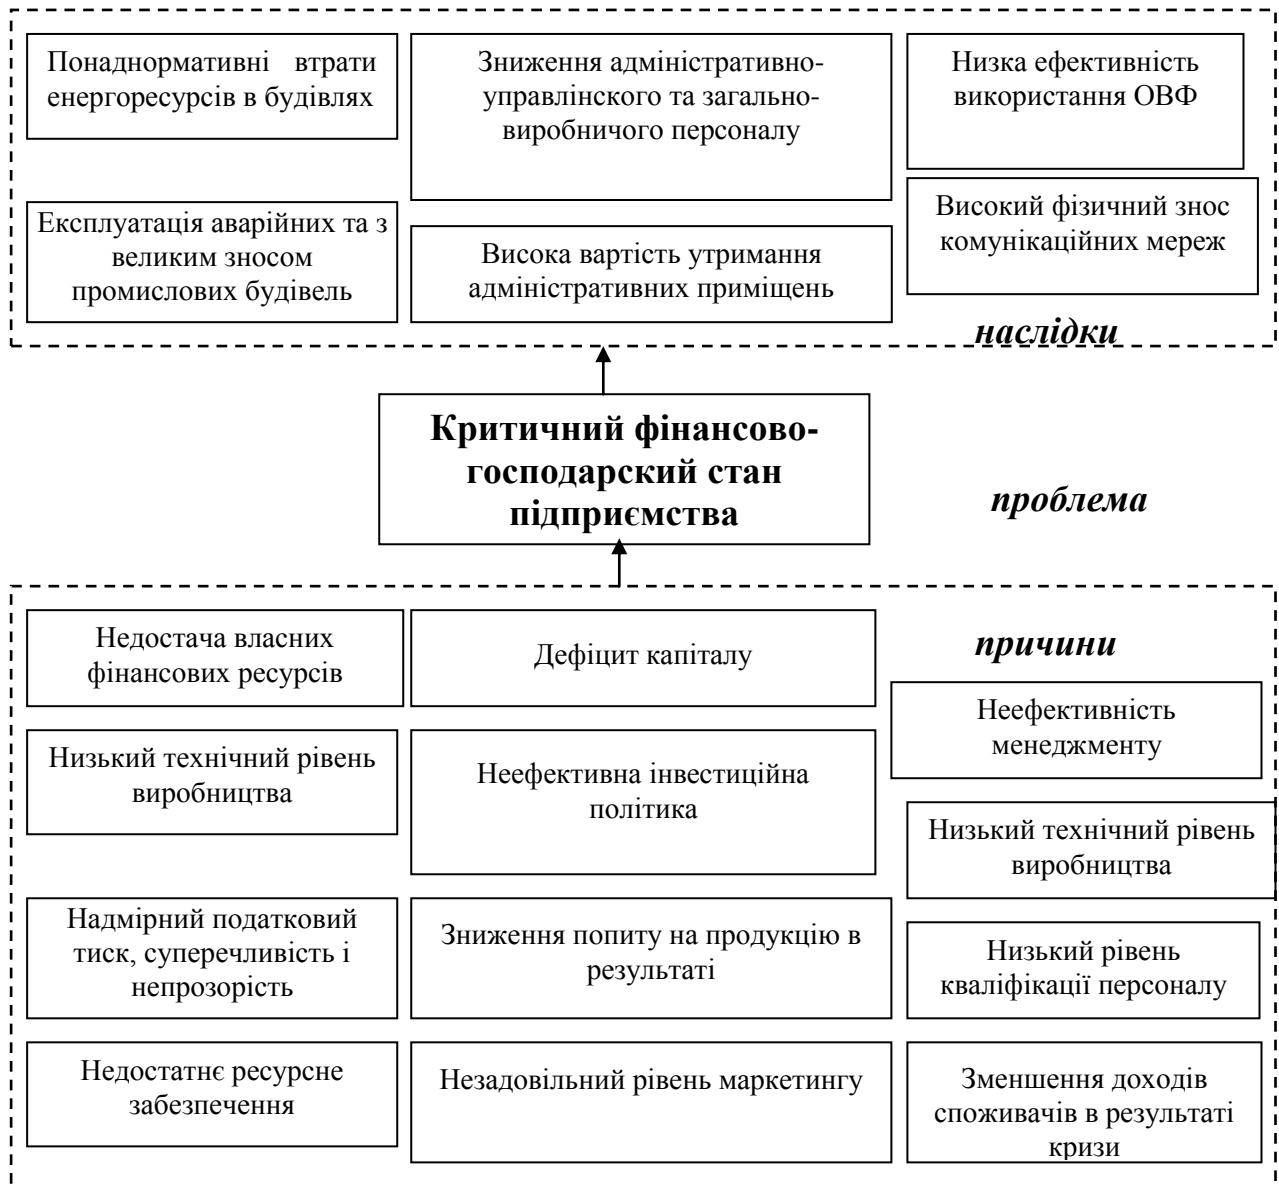 Понаднормативні втрати
енергоресурсів в будівлях
Зниження адміністративно-
управлінского та загально-
виробничого персоналу
Низка ефективність
використання ОВФ
Експлуатація аварійних та з
великим зносом
промислових будівель
Висока вартість утримання
адміністративних приміщень
Високий фізичний знос
комунікаційних мереж
наслідки
Критичний фінансово-
господарский стан
підприємства
проблема
причини
Недостача власних
фінансових ресурсів
Дефіцит капіталу
Неефективність
менеджменту
Низький технічний рівень
виробництва
Неефективна інвестиційна
політика
Низький технічний рівень
виробництва
Надмірний податковий
тиск, суперечливість і
непрозорість
Зниження попиту на продукцію в
результаті
Низький рівень
кваліфікації персоналу
Недостатнє ресурсне
забезпечення
Незадовільний рівень маркетингу
Зменшення доходів
споживачів в результаті
кризи